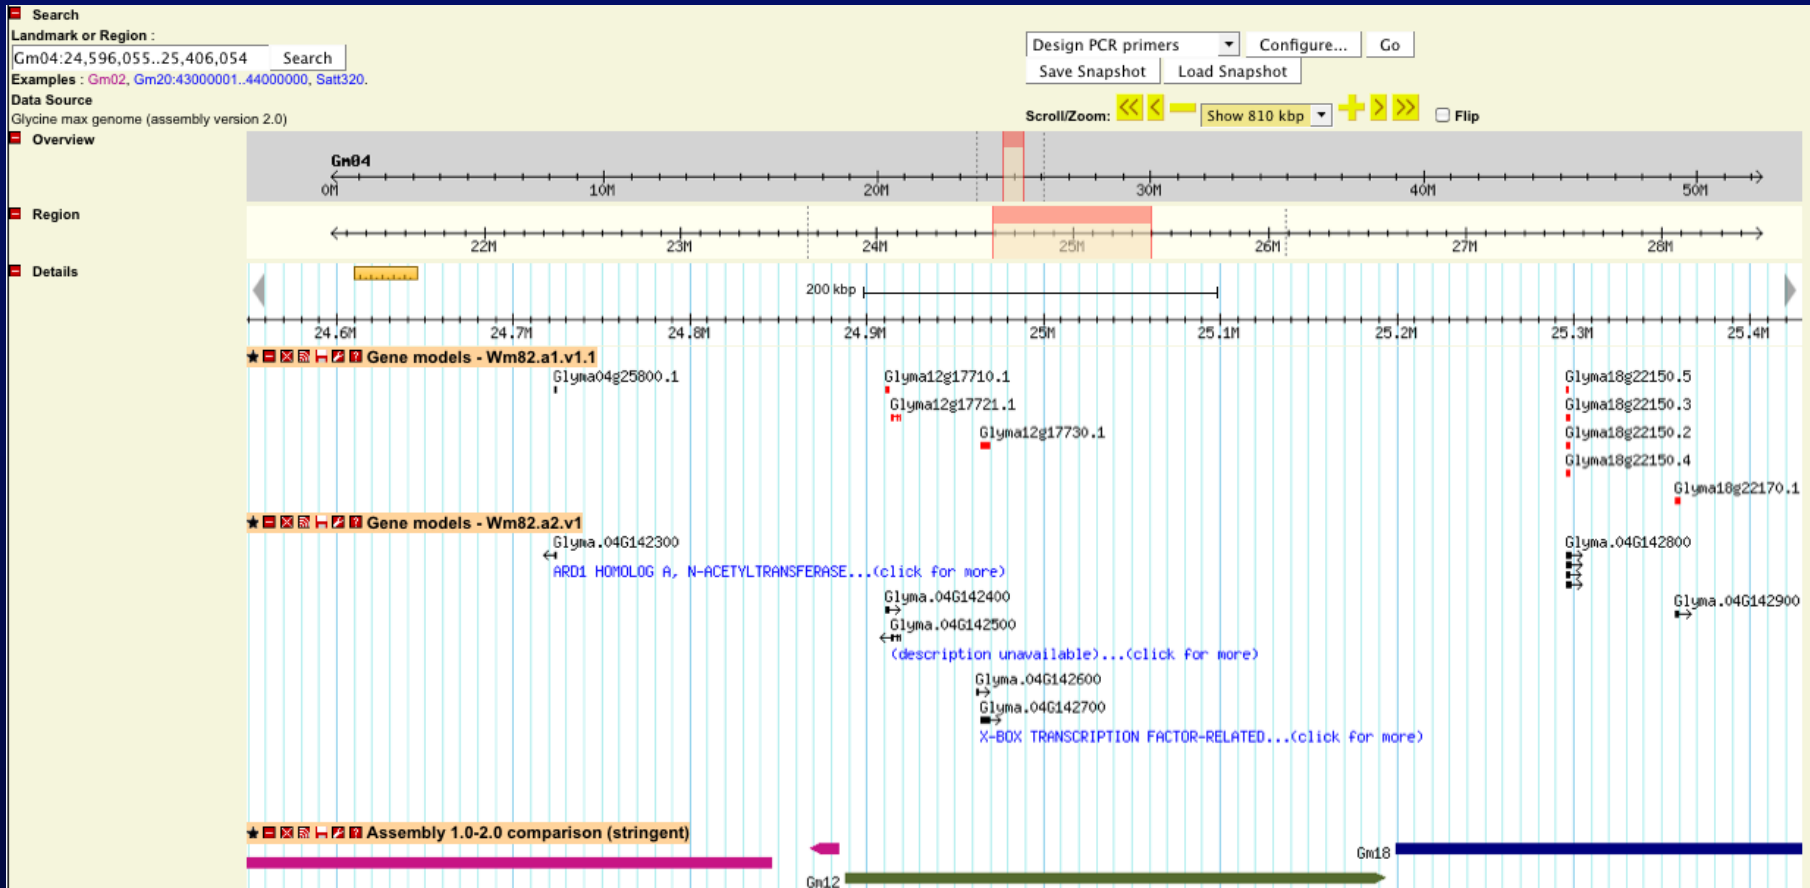 Search
Landmark or Region :
Gm04:24,596,055..25,406,054 Search
Examples : Gm02, Gm20:43000001..44000000, Satt320.
Data Source
Glycine max genome (assembly version 2.0)
Design PCR primers Configure... Go
Save Snapshot Load Snapshot
Scroll/Zoom: << < Show 810 kbp > >> Flip
Overview
Gm04
0M 10M 20M 30M 40M 50M
Region
22M 23M 24M 25M 26M 27M 28M
Details
200 kbp
24.6M 24.7M 24.8M 24.9M 25M 25.1M 25.2M 25.3M 25.4M
Gene models - Wm82.a1.v1.1
Glyma04g25800.1 Glyma12g17710.1 Glyma18g22150.5
Glyma12g17721.1 Glyma18g22150.3
Glyma12g17730.1 Glyma18g22150.2
Glyma18g22150.4
Glyma18g22170.1
Gene models - Wm82.a2.v1
Glyma.04G142300 Glyma.04G142800
ARD1 HOMOLOG A, N-ACETYLTRANSFERASE...(click for more)
Glyma.04G142400 Glyma.04G142900
Glyma.04G142500
(description unavailable)...(click for more)
Glyma.04G142600
Glyma.04G142700
X-BOX TRANSCRIPTION FACTOR-RELATED...(click for more)
Assembly 1.0-2.0 comparison (stringent)
Gm18
Gm12